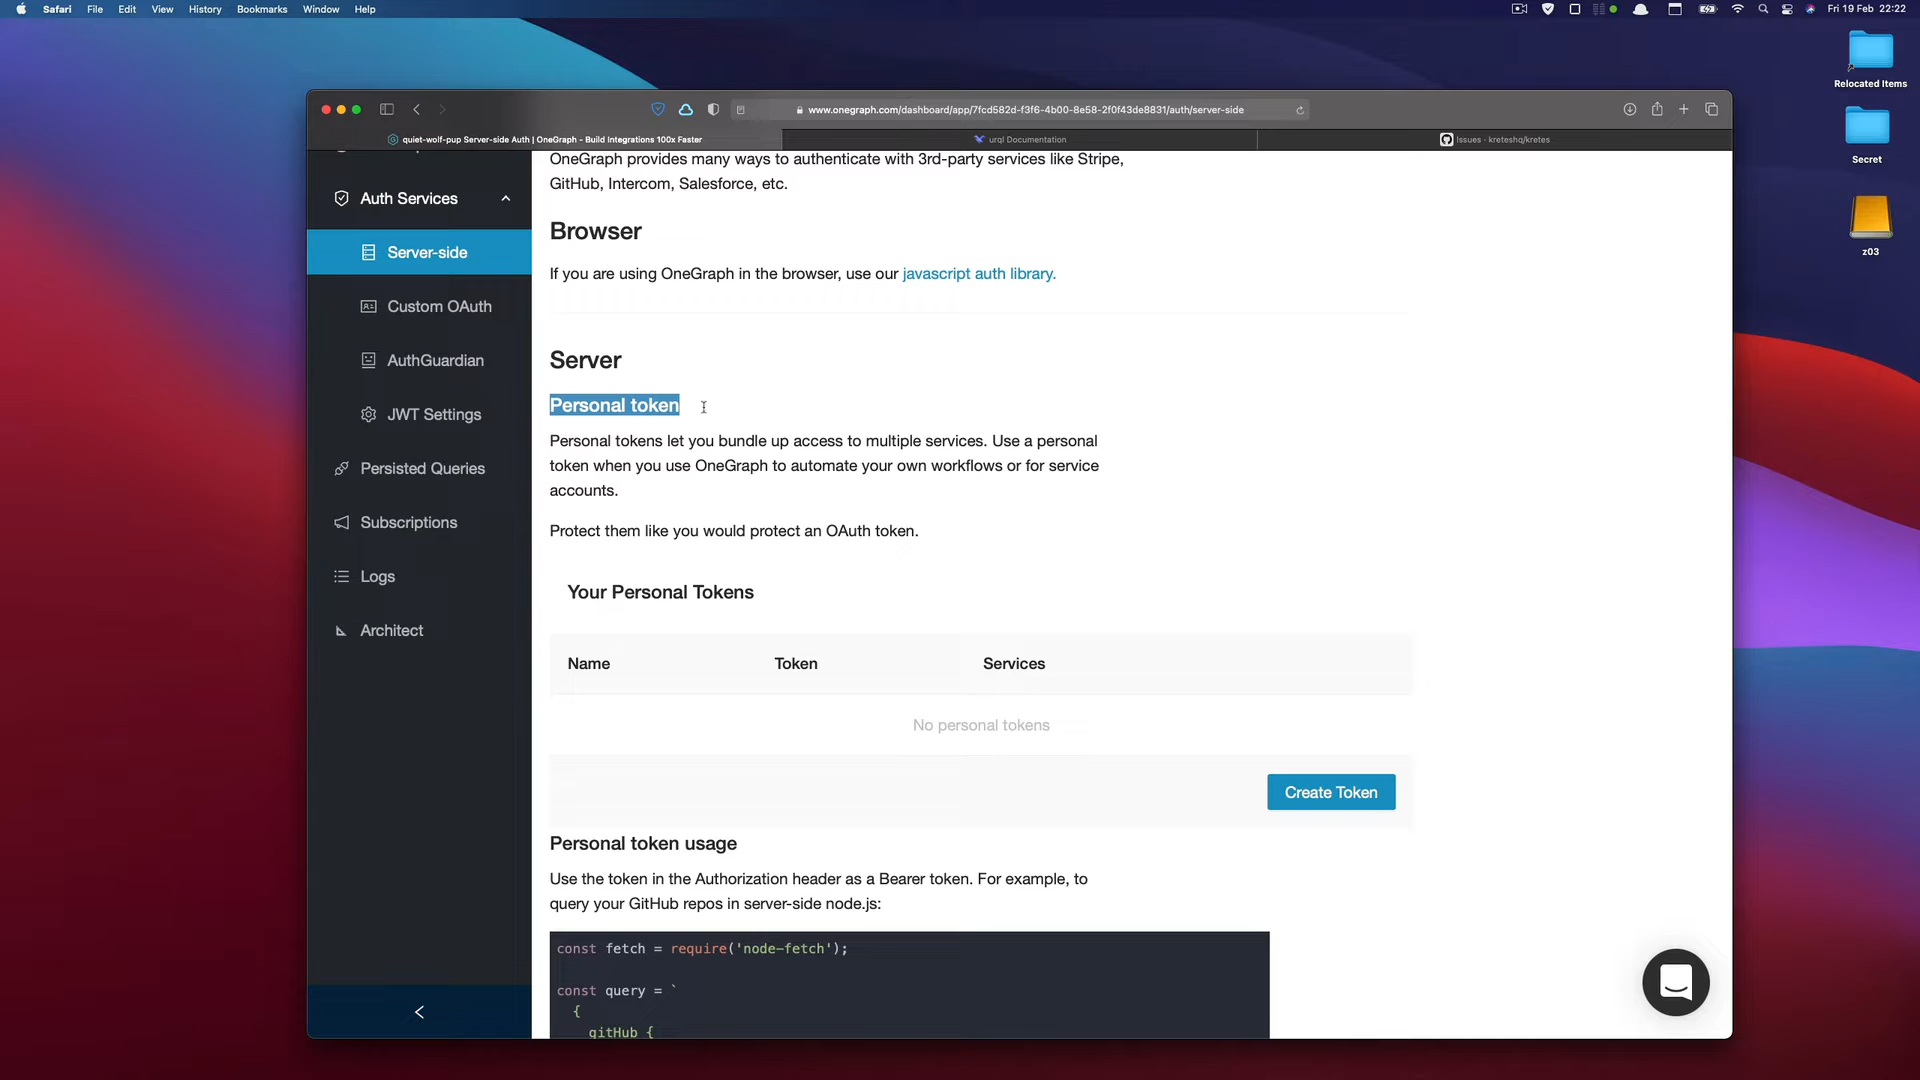 Safari File Edit View History Bookmarks Window Help
Fri 19 Feb 22:22
Relocated Items
Secret
z03
www.onegraph.com/dashboard/app/7fcd582d-f3f6-4b00-8e58-2f0f43de8831/auth/server-side
quiet-wolf-pup Server-side Auth | OneGraph - Build Integrations 100x Faster
urql Documentation
Issues · kreteshq/kretes
Auth Services
Server-side
Custom OAuth
AuthGuardian
JWT Settings
Persisted Queries
Subscriptions
Logs
Architect
OneGraph provides many ways to authenticate with 3rd-party services like Stripe,
GitHub, Intercom, Salesforce, etc.
Browser
If you are using OneGraph in the browser, use our javascript auth library.
Server
Personal token
Personal tokens let you bundle up access to multiple services. Use a personal
token when you use OneGraph to automate your own workflows or for service
accounts.
Protect them like you would protect an OAuth token.
Your Personal Tokens
Name Token Services
No personal tokens
Create Token
Personal token usage
Use the token in the Authorization header as a Bearer token. For example, to
query your GitHub repos in server-side node.js:
const fetch = require('node-fetch');
const query = `
{
gitHub {